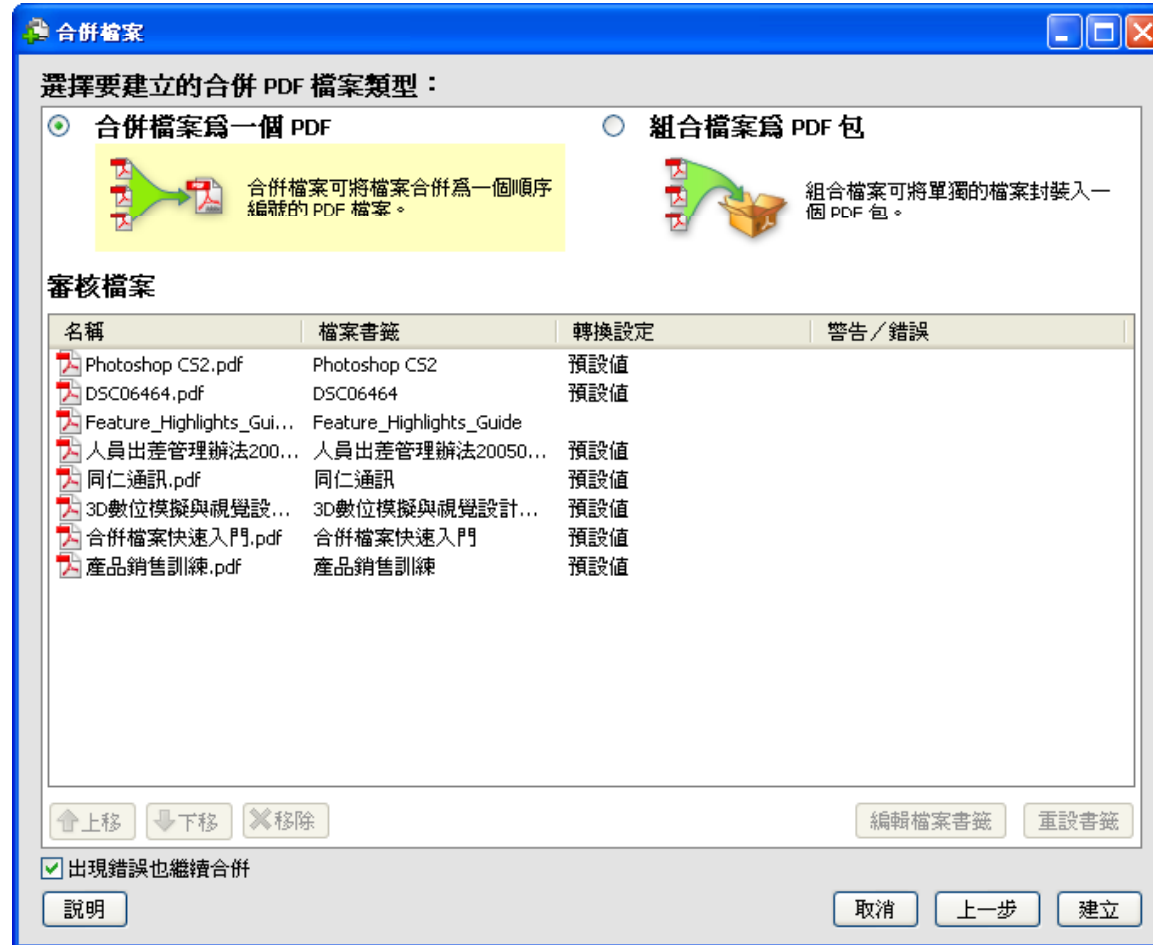 合併檔案
選擇要建立的合併 PDF 檔案類型：
合併檔案為一個 PDF
組合檔案為 PDF 包
合併檔案可將檔案合併為一個順序
編號的 PDF 檔案。
組合檔案可將單獨的檔案封裝入一
個 PDF 包。
審核檔案
名稱 檔案書籤 轉換設定 警告／錯誤
Photoshop CS2.pdf Photoshop CS2 預設值
DSC06464.pdf DSC06464 預設值
Feature_Highlights_Gui... Feature_Highlights_Guide
人員出差管理辦法200... 人員出差管理辦法20050... 預設值
同仁通訊.pdf 同仁通訊 預設值
3D數位模擬與視覺設... 3D數位模擬與視覺設計... 預設值
合併檔案快速入門.pdf 合併檔案快速入門 預設值
產品銷售訓練.pdf 產品銷售訓練 預設值
上移 下移 移除 編輯檔案書籤 重設書籤
出現錯誤也繼續合併
說明 取消 上一步 建立